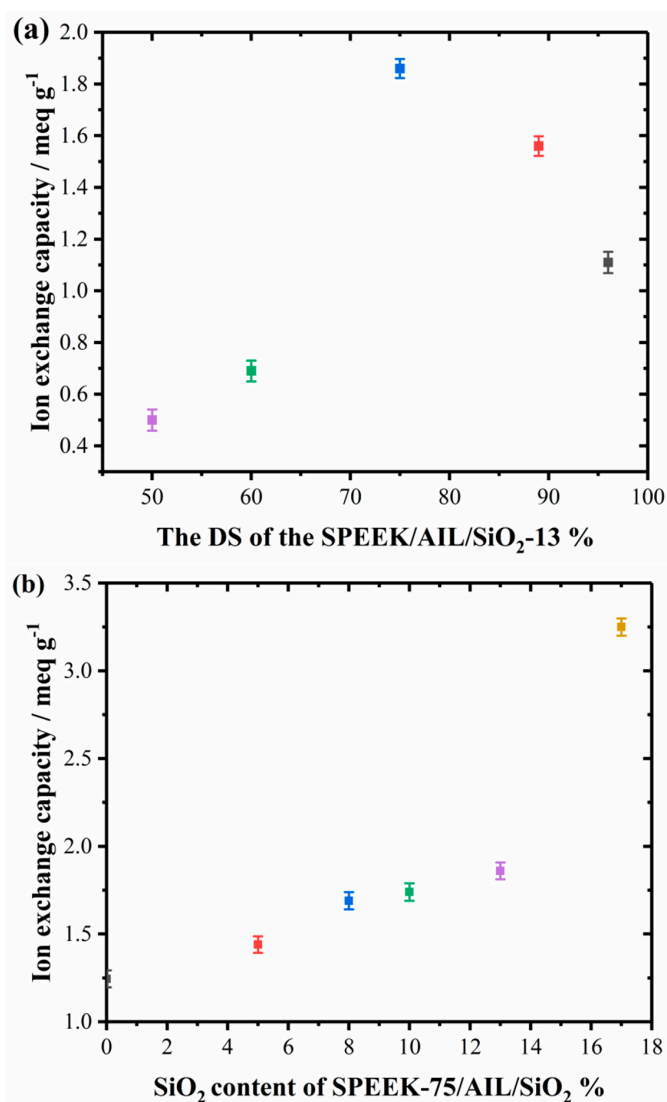 (a)
2.0
1.8
1.6
1.4
1.2
1.0
0.8
0.6
0.4
Ion exchange capacity / meq g⁻¹
50 60 70 80 90 100
The DS of the SPEEK/AIL/SiO₂-13 %
(b)
3.5
3.0
2.5
2.0
1.5
1.0
Ion exchange capacity / meq g⁻¹
0 2 4 6 8 10 12 14 16 18
SiO₂ content of SPEEK-75/AIL/SiO₂ %